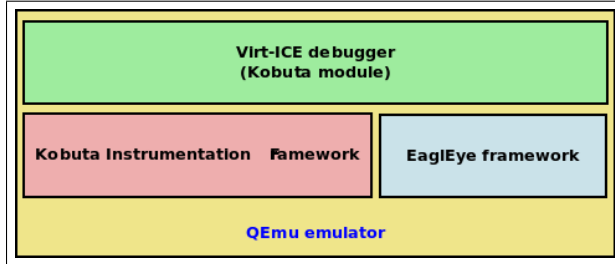 Virt-ICE debugger
(Kobuta module)
Kobuta Instrumentation Famework
EaglEye framework
QEmu emulator